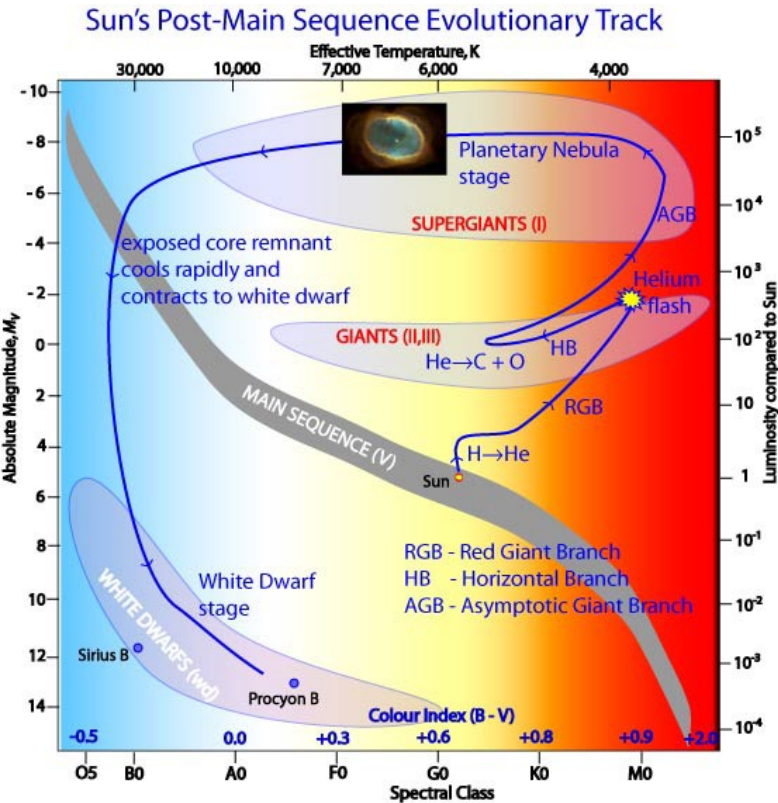 Sun's Post-Main Sequence Evolutionary Track
Effective Temperature, K
30,000 10,000 7,000 6,000 4,000
Absolute Magnitude, Mv
-10
-8
-6
-4
-2
0
2
4
6
8
10
12
14
Planetary Nebula
stage
SUPERGIANTS (I)
AGB
exposed core remnant
cools rapidly and
contracts to white dwarf
Helium
flash
GIANTS (II,III)
HB
He→C + O
RGB
MAIN SEQUENCE (V)
H→He
Sun
RGB - Red Giant Branch
HB - Horizontal Branch
AGB - Asymptotic Giant Branch
White Dwarf
stage
WHITE DWARFS (wd)
Sirius B
Procyon B
Colour Index (B - V)
-0.5 0.0 +0.3 +0.6 +0.8 +0.9 +2.0
O5 B0 A0 F0 G0 K0 M0
Spectral Class
10⁵
10⁴
10³
10²
10
1
10⁻¹
10⁻²
10⁻³
10⁻⁴
Luminosity compared to Sun